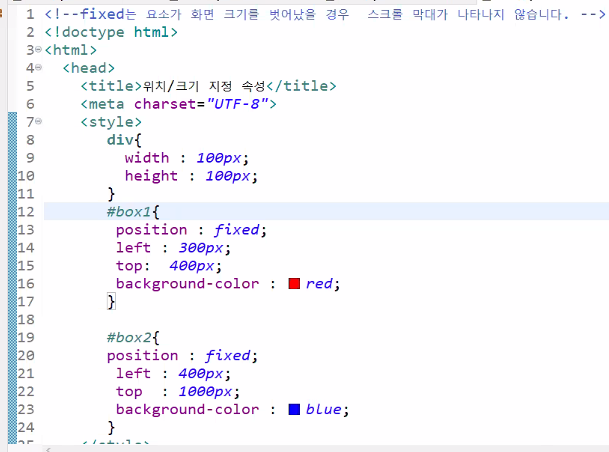 1 <!--fixed는 요소가 화면 크기를 벗어났을 경우  스크롤 막대가 나타나지 않습니다. -->
2 <!doctype html>
3 <html>
4   <head>
5     <title>위치/크기 지정 속성</title>
6     <meta charset="UTF-8">
7     <style>
8        div{
9          width : 100px;
10         height : 100px;
11       }
12       #box1{
13        position : fixed;
14        left : 300px;
15        top:  400px;
16        background-color : red;
17       }
18
19       #box2{
20       position : fixed;
21        left : 400px;
22        top  : 1000px;
23        background-color : blue;
24       }
25     </style>